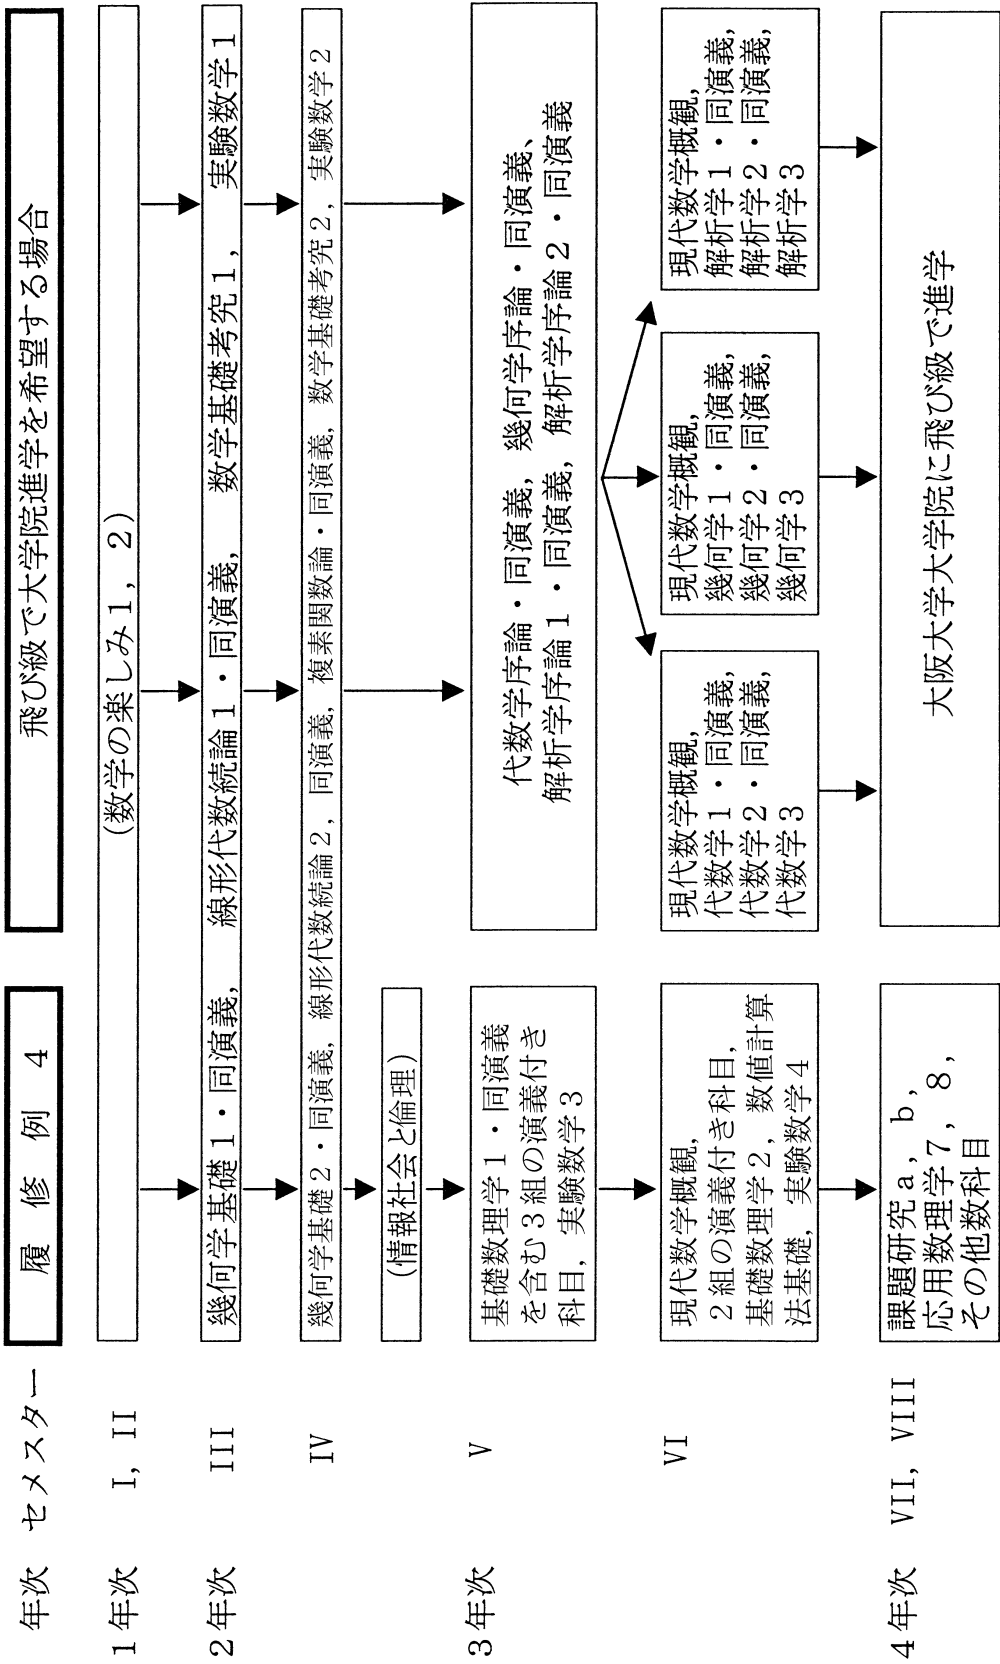 年次 セメスター
履 修 例 4
飛び級で大学院進学を希望する場合
1年次 I, II
(数学の楽しみ1, 2)
2年次 III
幾何学基礎1・同演義, 線形代数続論1・同演義, 数学基礎考究1, 実験数学1
IV
幾何学基礎2・同演義, 線形代数続論2, 同演義, 複素関数論・同演義, 数学基礎考究2, 実験数学2
(情報社会と倫理)
3年次 V
基礎数理学1・同演義
を含む3組の演義付き
科目, 実験数学3
代数学序論・同演義, 幾何学序論・同演義、
解析学序論1・同演義, 解析学序論2・同演義
VI
現代数学概観,
2組の演義付き科目,
基礎数理学2, 数値計算
法基礎, 実験数学4
現代数学概観,
代数学1・同演義,
代数学2・同演義,
代数学3
現代数学概観,
幾何学1・同演義,
幾何学2・同演義,
幾何学3
現代数学概観,
解析学1・同演義,
解析学2・同演義,
解析学3
4年次 VII, VIII
課題研究a, b,
応用数理学7, 8,
その他数科目
大阪大学大学院に飛び級で進学